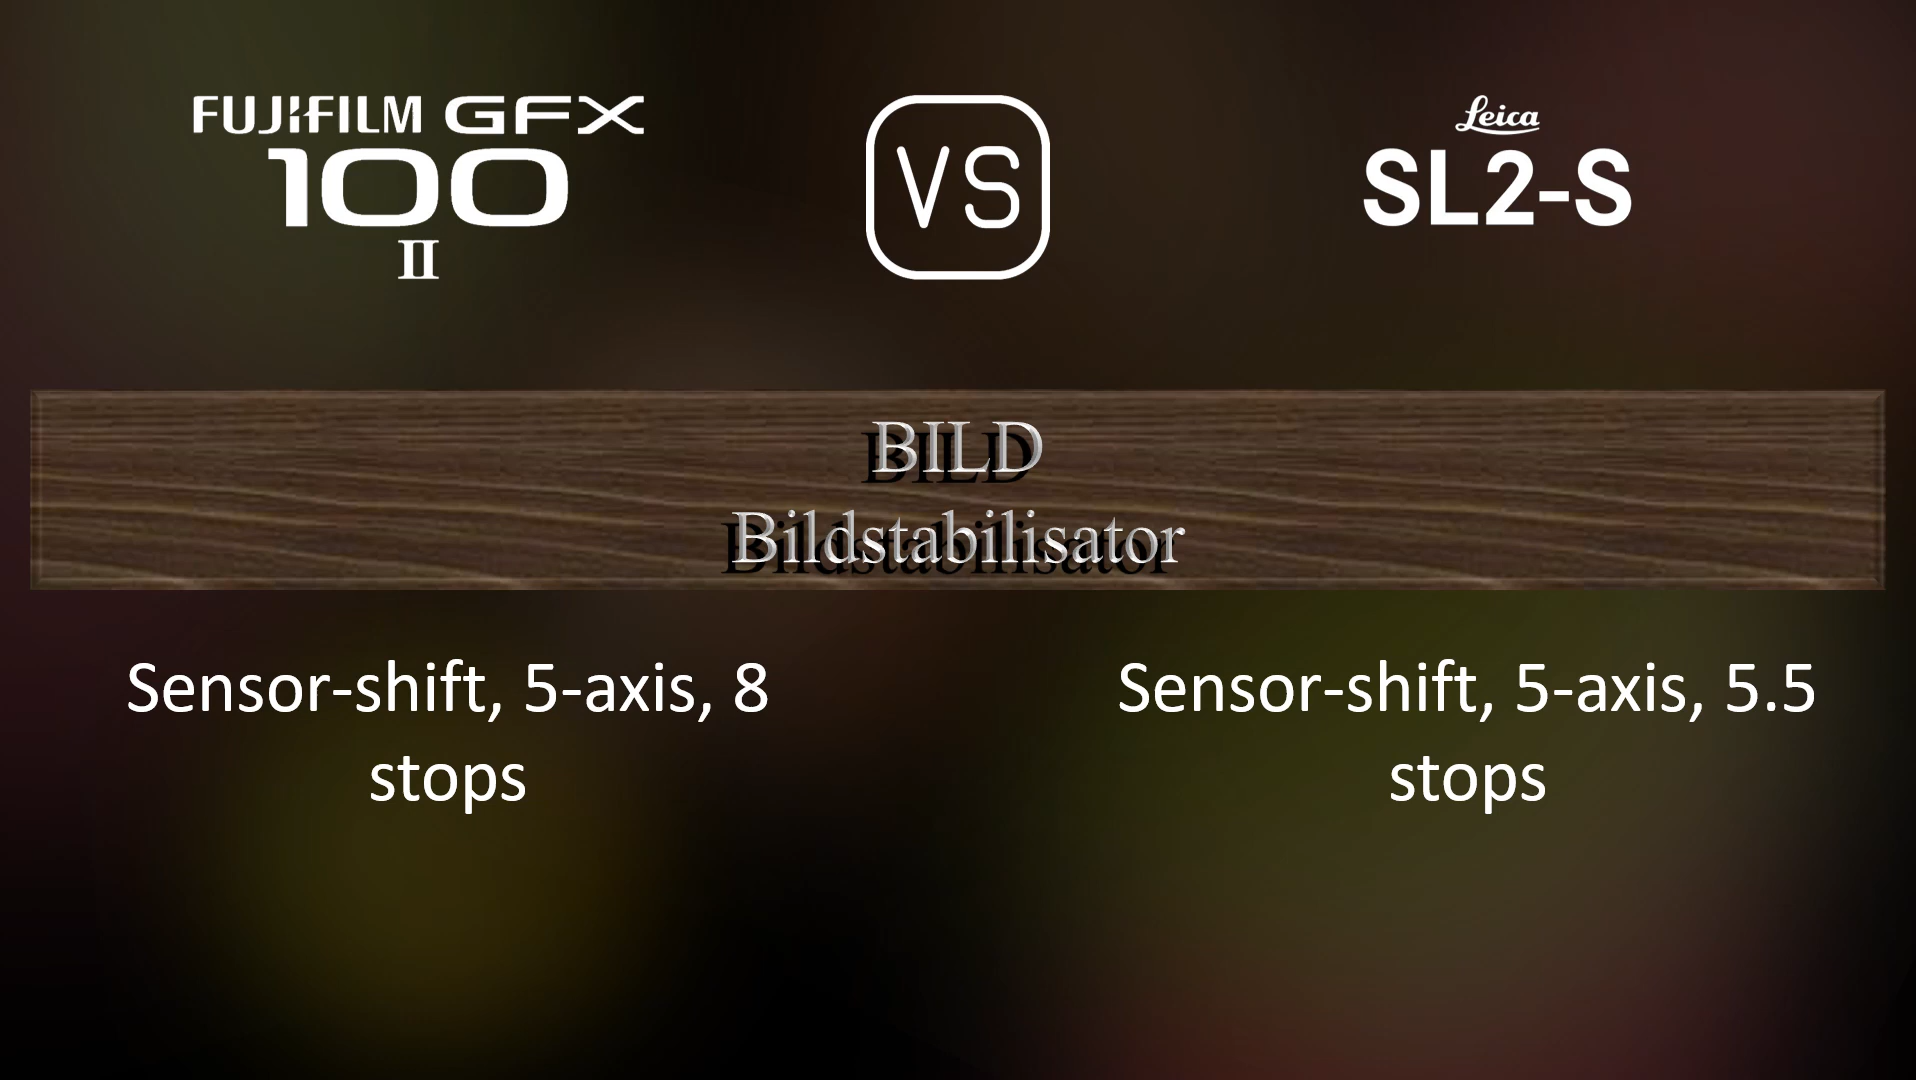 FUJIFILM GFX
100
II
VS
Leica
SL2-S
BILD
Bildstabilisator
Sensor-shift, 5-axis, 8
stops
Sensor-shift, 5-axis, 5.5
stops